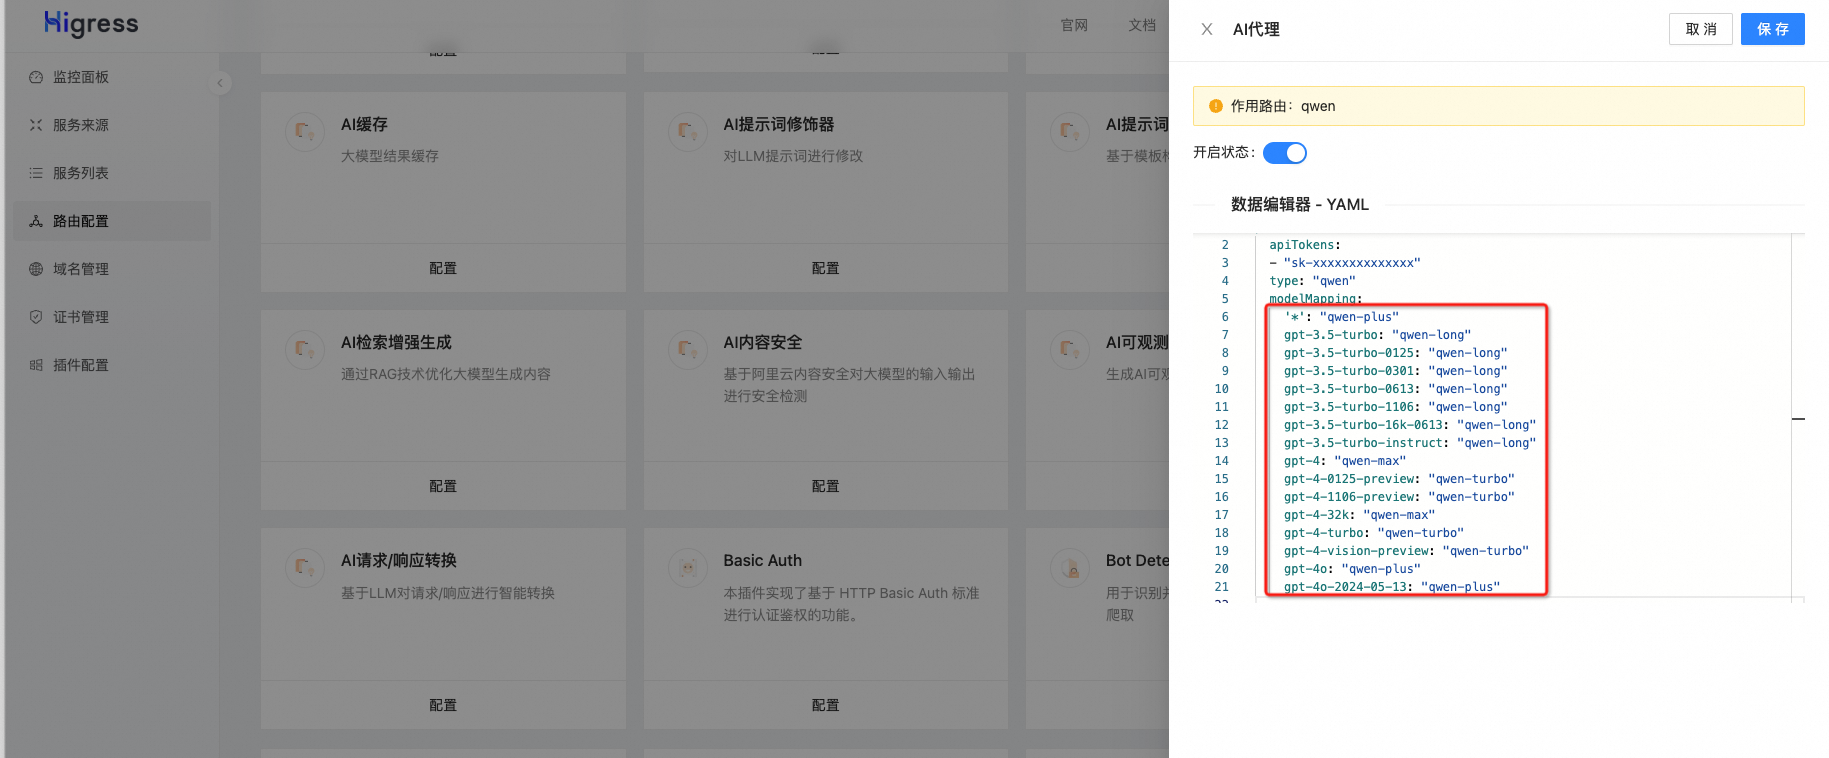 Higress
官网
文档
监控面板
服务来源
服务列表
路由配置
域名管理
证书管理
插件配置
配置
配置
AI缓存
大模型结果缓存
配置
AI提示词修饰器
对LLM提示词进行修改
配置
AI提示词
基于模板
AI检索增强生成
通过RAG技术优化大模型生成内容
配置
AI内容安全
基于阿里云内容安全对大模型的输入输出
进行安全检测
配置
AI可观测
生成AI可观
AI请求/响应转换
基于LLM对请求/响应进行智能转换
配置
Basic Auth
本插件实现了基于 HTTP Basic Auth 标准
进行认证鉴权的功能。
配置
Bot Dete
用于识别
爬取
AI代理
取 消
保 存
作用路由：qwen
开启状态：
数据编辑器 - YAML
2 apiTokens:
3 - "sk-xxxxxxxxxxxxxx"
4 type: "qwen"
5 modelMapping:
6 '*': "qwen-plus"
7 gpt-3.5-turbo: "qwen-long"
8 gpt-3.5-turbo-0125: "qwen-long"
9 gpt-3.5-turbo-0301: "qwen-long"
10 gpt-3.5-turbo-0613: "qwen-long"
11 gpt-3.5-turbo-1106: "qwen-long"
12 gpt-3.5-turbo-16k-0613: "qwen-long"
13 gpt-3.5-turbo-instruct: "qwen-long"
14 gpt-4: "qwen-max"
15 gpt-4-0125-preview: "qwen-turbo"
16 gpt-4-1106-preview: "qwen-turbo"
17 gpt-4-32k: "qwen-max"
18 gpt-4-turbo: "qwen-turbo"
19 gpt-4-vision-preview: "qwen-turbo"
20 gpt-4o: "qwen-plus"
21 gpt-4o-2024-05-13: "qwen-plus"